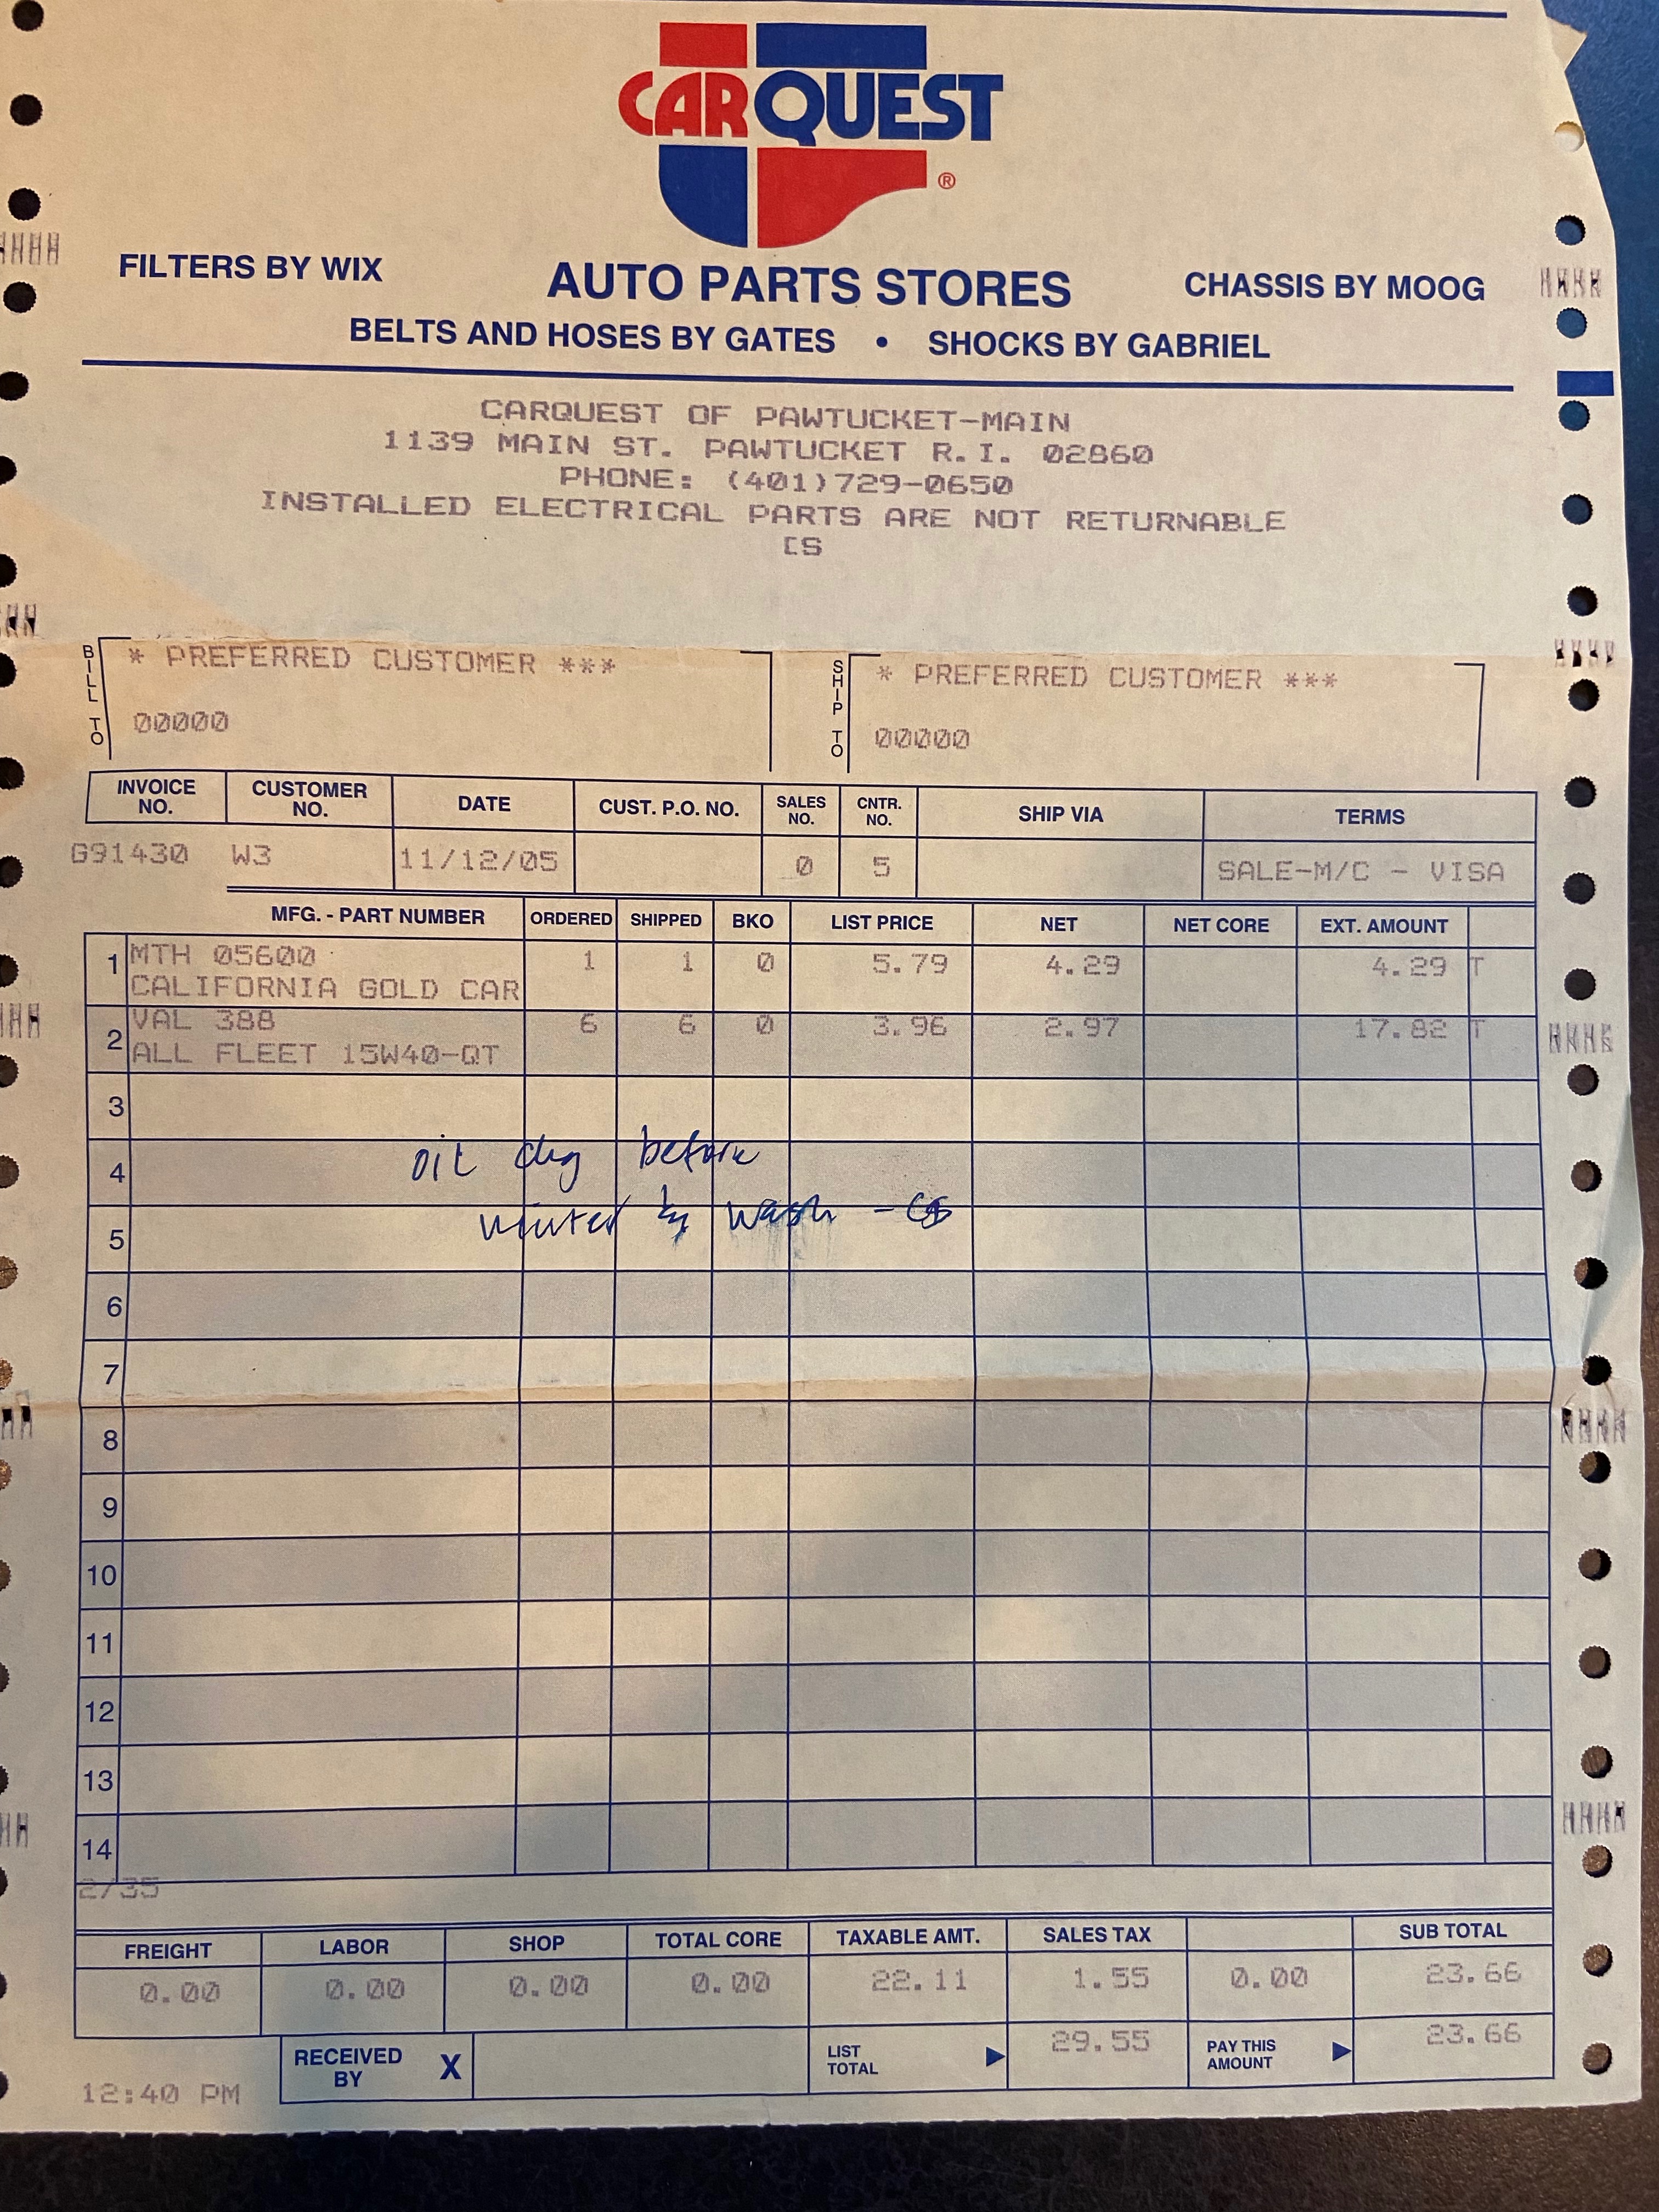 CARQUEST®
FILTERS BY WIX AUTO PARTS STORES CHASSIS BY MOOG
BELTS AND HOSES BY GATES • SHOCKS BY GABRIEL
CARQUEST OF PAWTUCKET-MAIN
1139 MAIN ST. PAWTUCKET R.I. 02860
PHONE: (401)729-0650
INSTALLED ELECTRICAL PARTS ARE NOT RETURNABLE
[S
BILL TO * PREFERRED CUSTOMER *** SHIP TO * PREFERRED CUSTOMER ***
00000 00000
INVOICE NO. CUSTOMER NO. DATE CUST. P.O. NO. SALES NO. CNTR. NO. SHIP VIA TERMS
G91430 W3 11/12/05 0 5 SALE-M/C - VISA
MFG. - PART NUMBER ORDERED SHIPPED BKO LIST PRICE NET NET CORE EXT. AMOUNT
1 MTH 05600 1 1 0 5.79 4.29 4.29 T
CALIFORNIA GOLD CAR
2 VAL 388 6 6 0 3.96 2.97 17.82 T
ALL FLEET 15W40-QT
3
4 oil chg before
5 winter & wash
6
7
8
9
10
11
12
13
14
2/35
FREIGHT LABOR SHOP TOTAL CORE TAXABLE AMT. SALES TAX SUB TOTAL
0.00 0.00 0.00 0.00 22.11 1.55 0.00 23.66
RECEIVED BY X LIST TOTAL 29.55 PAY THIS AMOUNT 23.66
12:40 PM